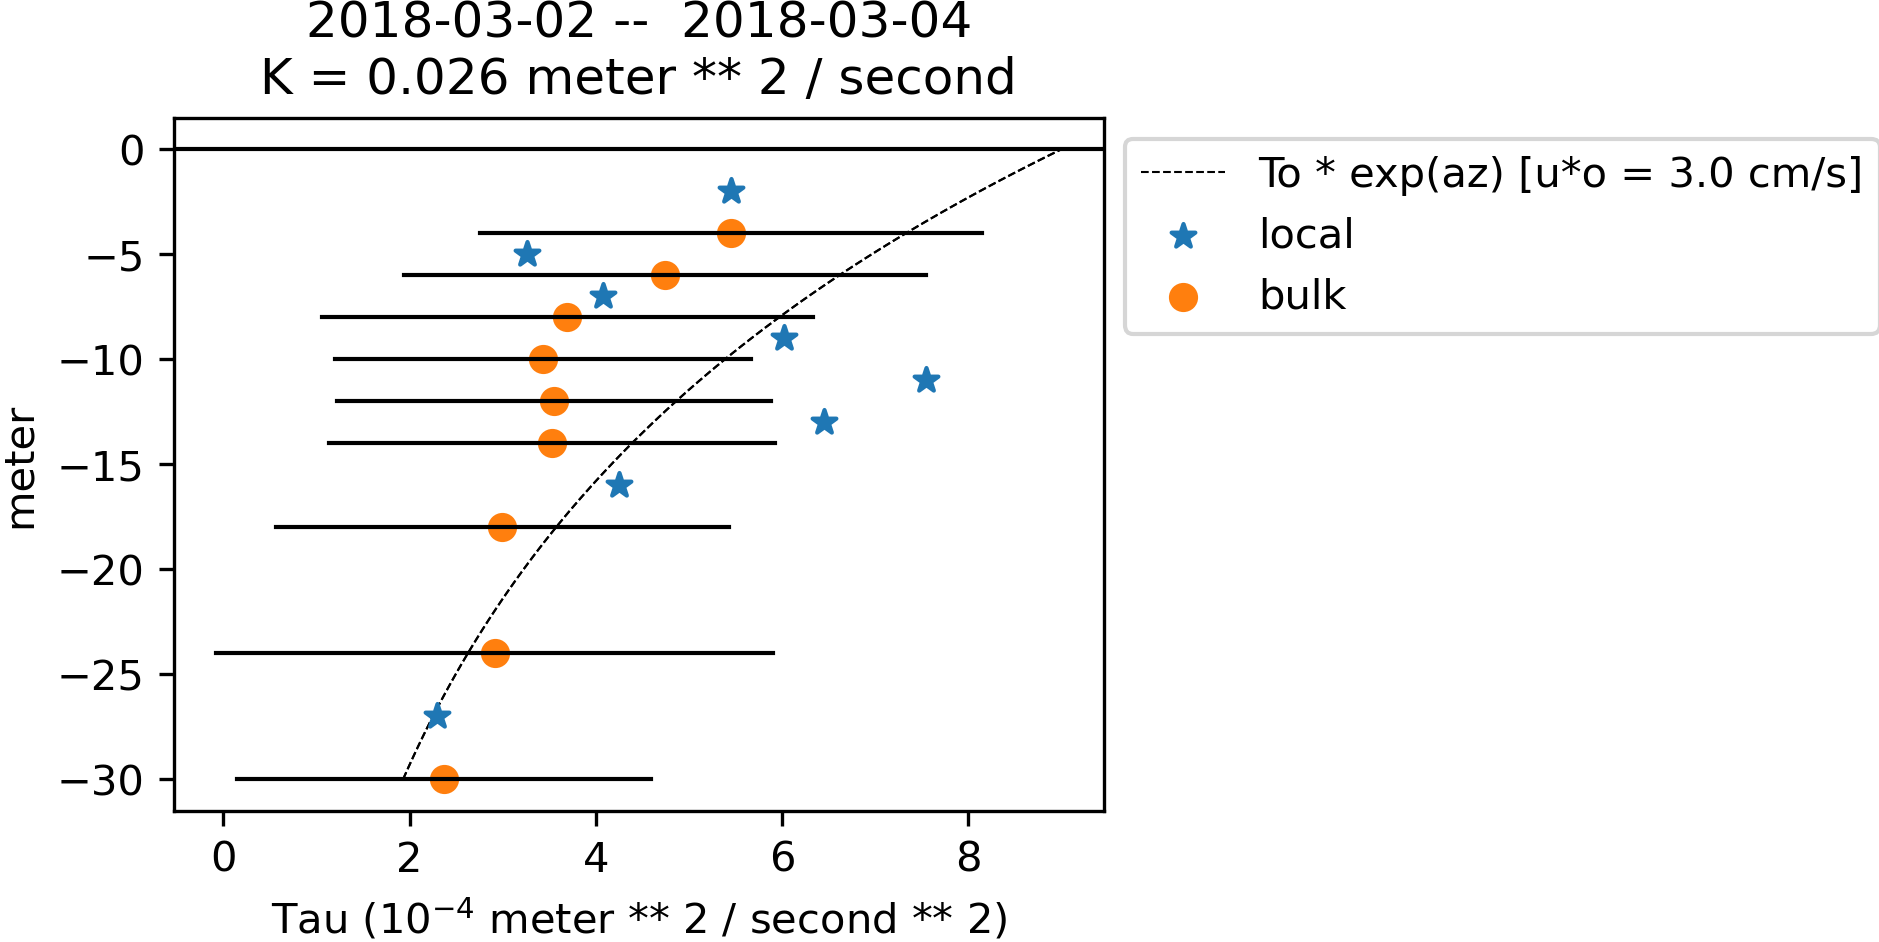 2018-03-02 --  2018-03-04
K = 0.026 meter ** 2 / second
0
−5
−10
−15
−20
−25
−30
meter
0 2 4 6 8
Tau (10⁻⁴ meter ** 2 / second ** 2)
To * exp(az) [u*o = 3.0 cm/s]
local
bulk